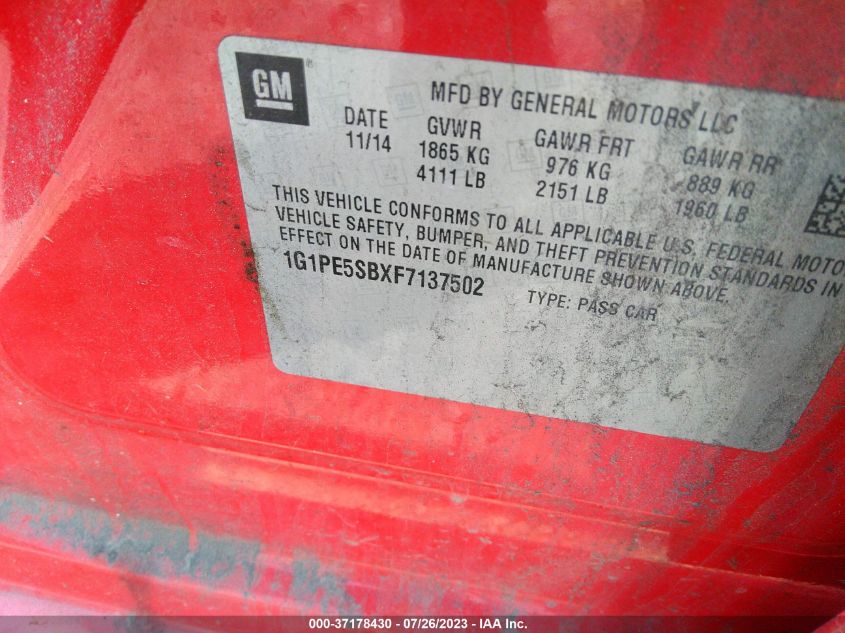 GM ®
MFD BY GENERAL MOTORS LLC
DATE GVWR GAWR FRT GAWR RR
11/14 1865 KG 976 KG 889 KG
4111 LB 2151 LB 1960 LB
THIS VEHICLE CONFORMS TO ALL APPLICABLE U.S. FEDERAL MOTO
VEHICLE SAFETY, BUMPER, AND THEFT PREVENTION STANDARDS IN
EFFECT ON THE DATE OF MANUFACTURE SHOWN ABOVE.
1G1PE5SBXF7137502 TYPE: PASS CAR
000-37178430 - 07/26/2023 - IAA Inc.